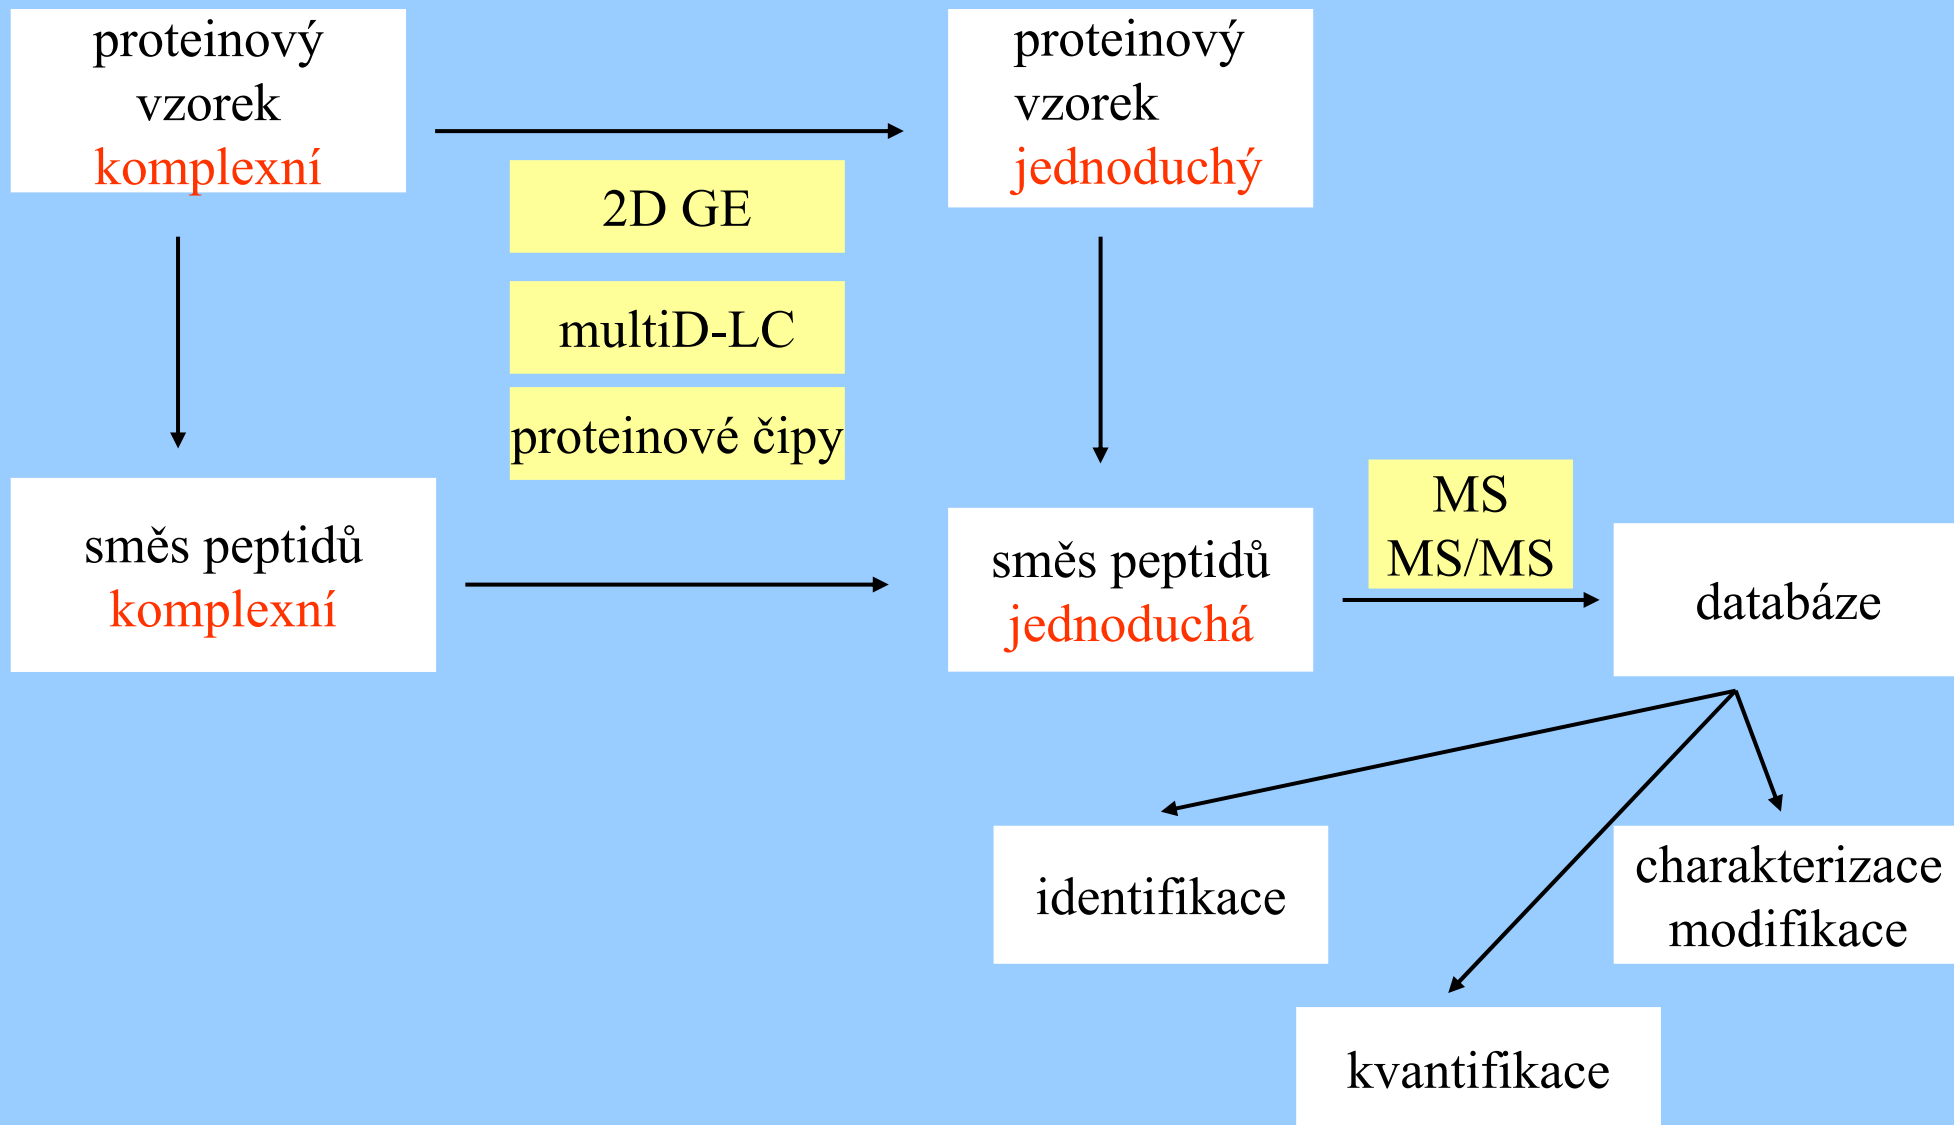 proteinový
vzorek
komplexní
proteinový
vzorek
jednoduchý
2D GE
multiD-LC
proteinové čipy
směs peptidů
komplexní
směs peptidů
jednoduchá
MS
MS/MS
databáze
identifikace
charakterizace
modifikace
kvantifikace